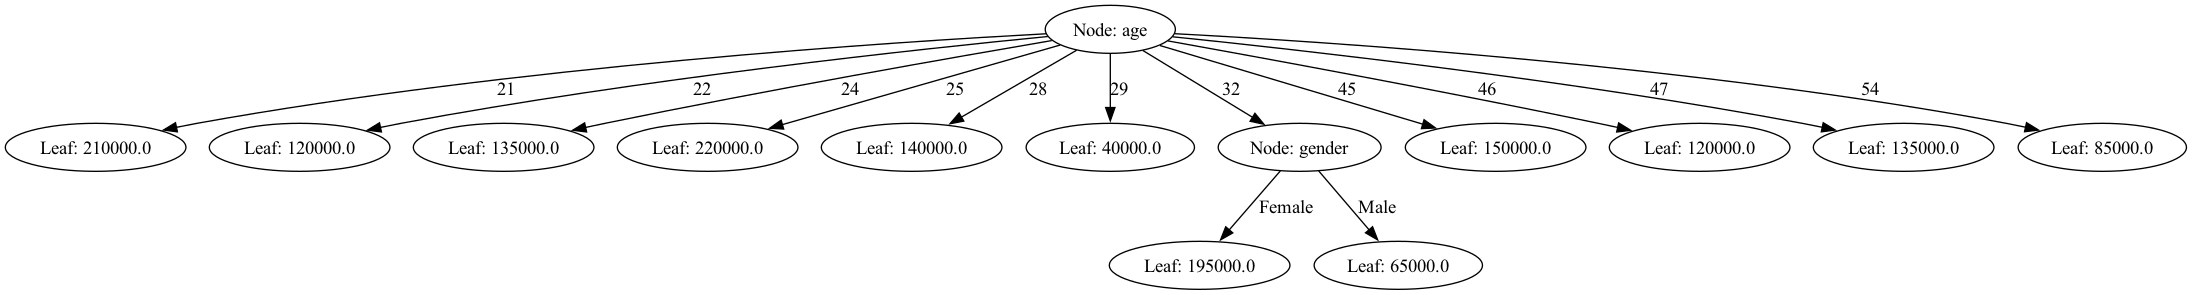 Node: age
21
22
24
25
28
29
32
45
46
47
54
Leaf: 210000.0
Leaf: 120000.0
Leaf: 135000.0
Leaf: 220000.0
Leaf: 140000.0
Leaf: 40000.0
Node: gender
Leaf: 150000.0
Leaf: 120000.0
Leaf: 135000.0
Leaf: 85000.0
Female
Male
Leaf: 195000.0
Leaf: 65000.0